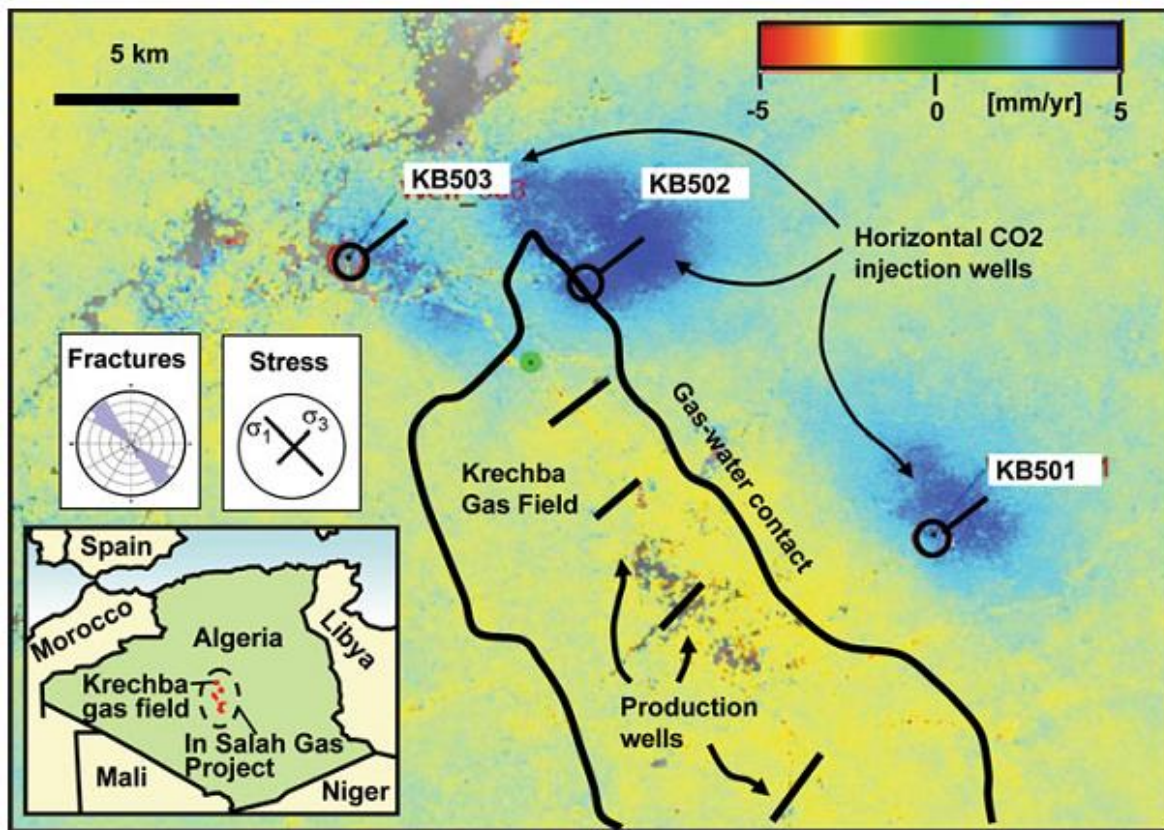 5 km
-5
0
[mm/yr]
5
KB503
KB502
Horizontal CO2
injection wells
Fractures
Stress
σ1
σ3
Krechba
Gas Field
Gas-water contact
KB501
Production
wells
Spain
Morocco
Algeria
Libya
Krechba
gas field
In Salah Gas
Project
Mali
Niger